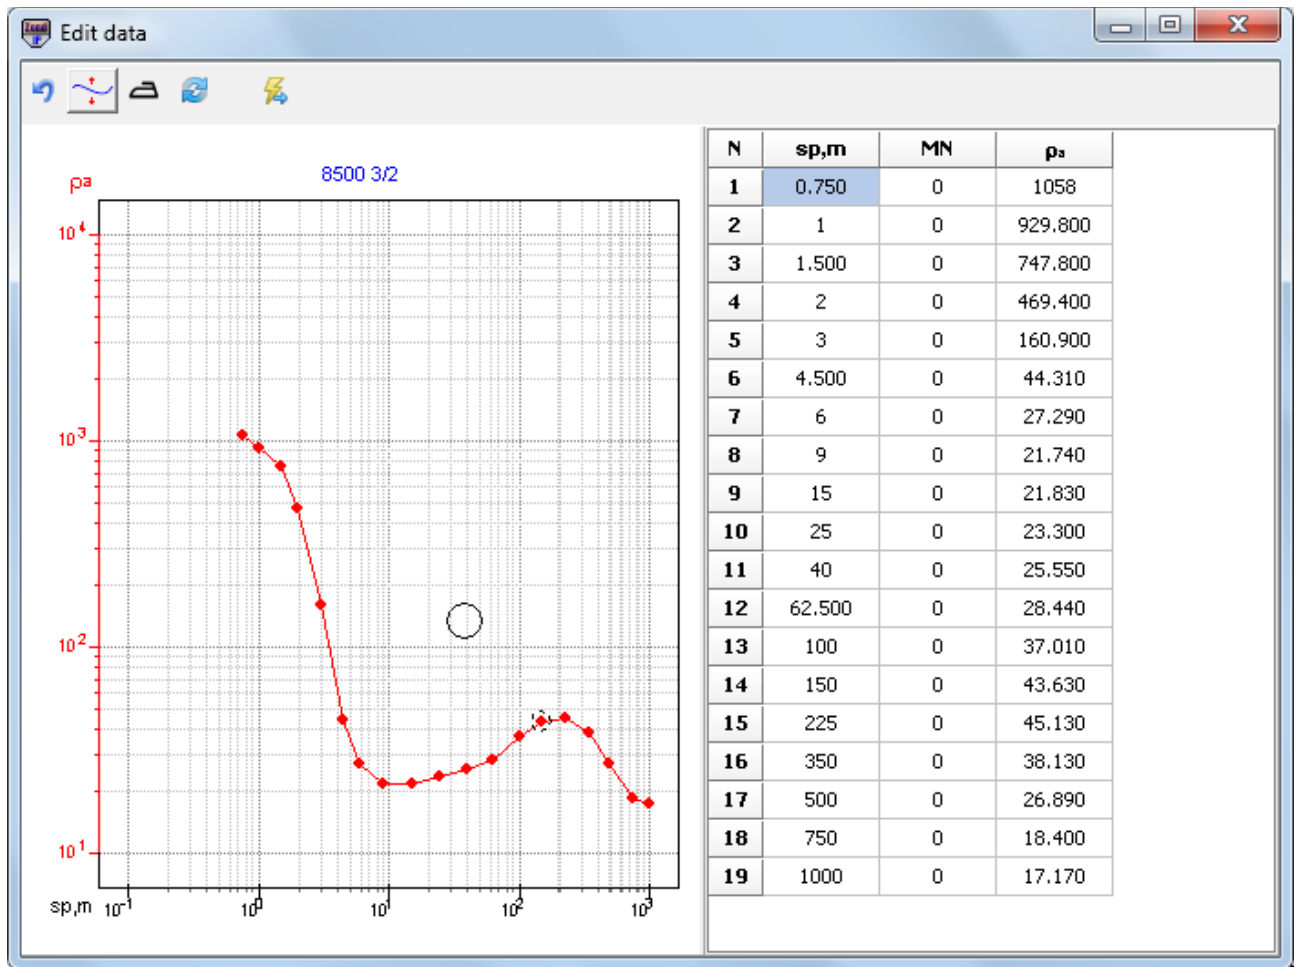 Edit data
8500 3/2
ρa
10⁴
10³
10²
10¹
sp,m 10⁻¹ 10⁰ 10¹ 10² 10³
N sp,m MN ρa
1 0.750 0 1058
2 1 0 929.800
3 1.500 0 747.800
4 2 0 469.400
5 3 0 160.900
6 4.500 0 44.310
7 6 0 27.290
8 9 0 21.740
9 15 0 21.830
10 25 0 23.300
11 40 0 25.550
12 62.500 0 28.440
13 100 0 37.010
14 150 0 43.630
15 225 0 45.130
16 350 0 38.130
17 500 0 26.890
18 750 0 18.400
19 1000 0 17.170